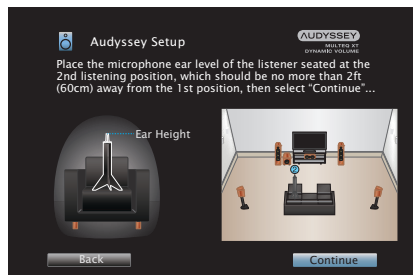 Audyssey Setup
AUDYSSEY
MULTEQ XT
DYNAMIC VOLUME
Place the microphone ear level of the listener seated at the
2nd listening position, which should be no more than 2ft
(60cm) away from the 1st position, then select “Continue”...
Ear Height
2
Back
Continue